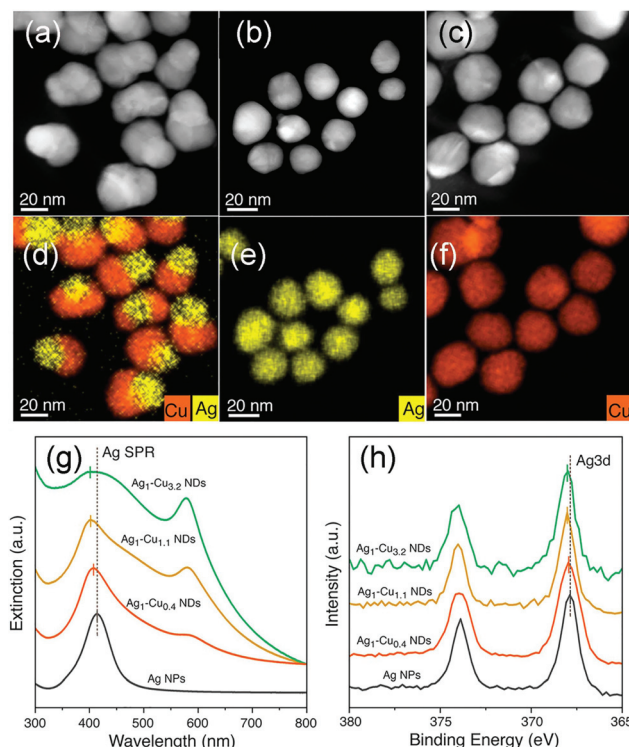 (a)
20 nm
(b)
20 nm
(c)
20 nm
(d)
20 nm
Cu
Ag
(e)
20 nm
Ag
(f)
20 nm
Cu
(g)
Ag SPR
Ag₁-Cu₃.₂ NDs
Ag₁-Cu₁.₁ NDs
Ag₁-Cu₀.₄ NDs
Ag NPs
Extinction (a.u.)
300 400 500 600 700 800
Wavelength (nm)
(h)
Ag3d
Ag₁-Cu₃.₂ NDs
Ag₁-Cu₁.₁ NDs
Ag₁-Cu₀.₄ NDs
Ag NPs
Intensity (a.u.)
380 375 370 365
Binding Energy (eV)